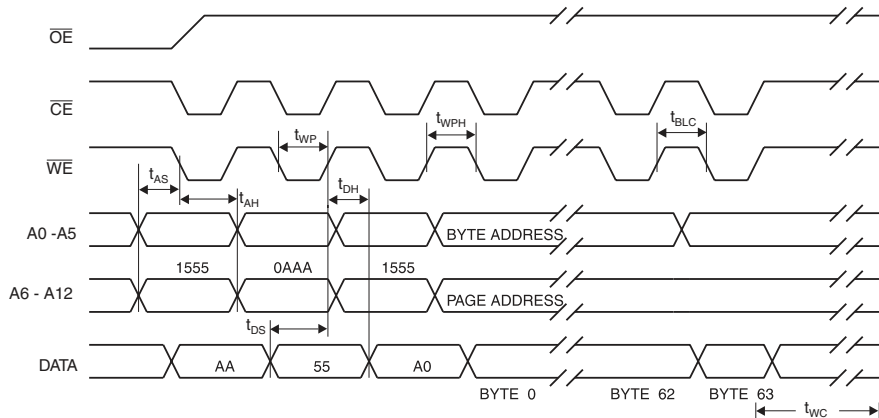 OE
CE
tWP tWPH tBLC
WE
tAS tAH tDH
A0 -A5 BYTE ADDRESS
1555 0AAA 1555
A6 - A12 PAGE ADDRESS
tDS
DATA AA 55 A0
BYTE 0 BYTE 62 BYTE 63
tWC